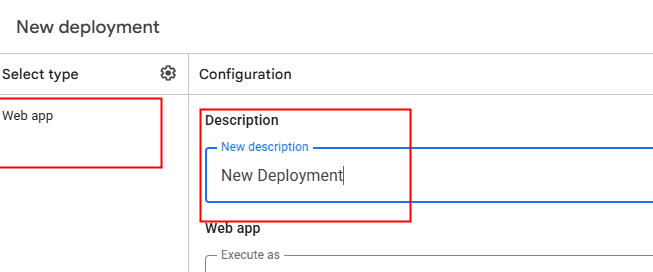 New deployment
Select type
Configuration
Web app
Description
New description
New Deployment
Web app
Execute as